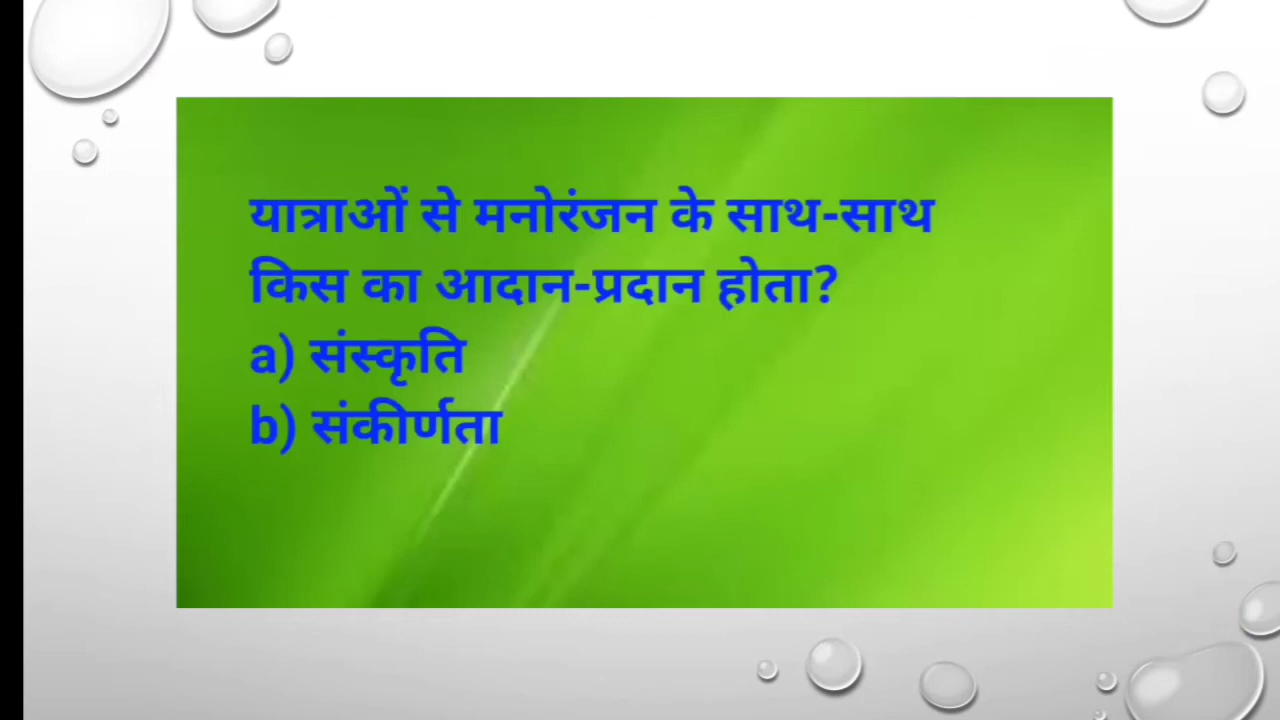 यात्राओं से मनोरंजन के साथ-साथ
किस का आदान-प्रदान होता?
a) संस्कृति
b) संकीर्णता